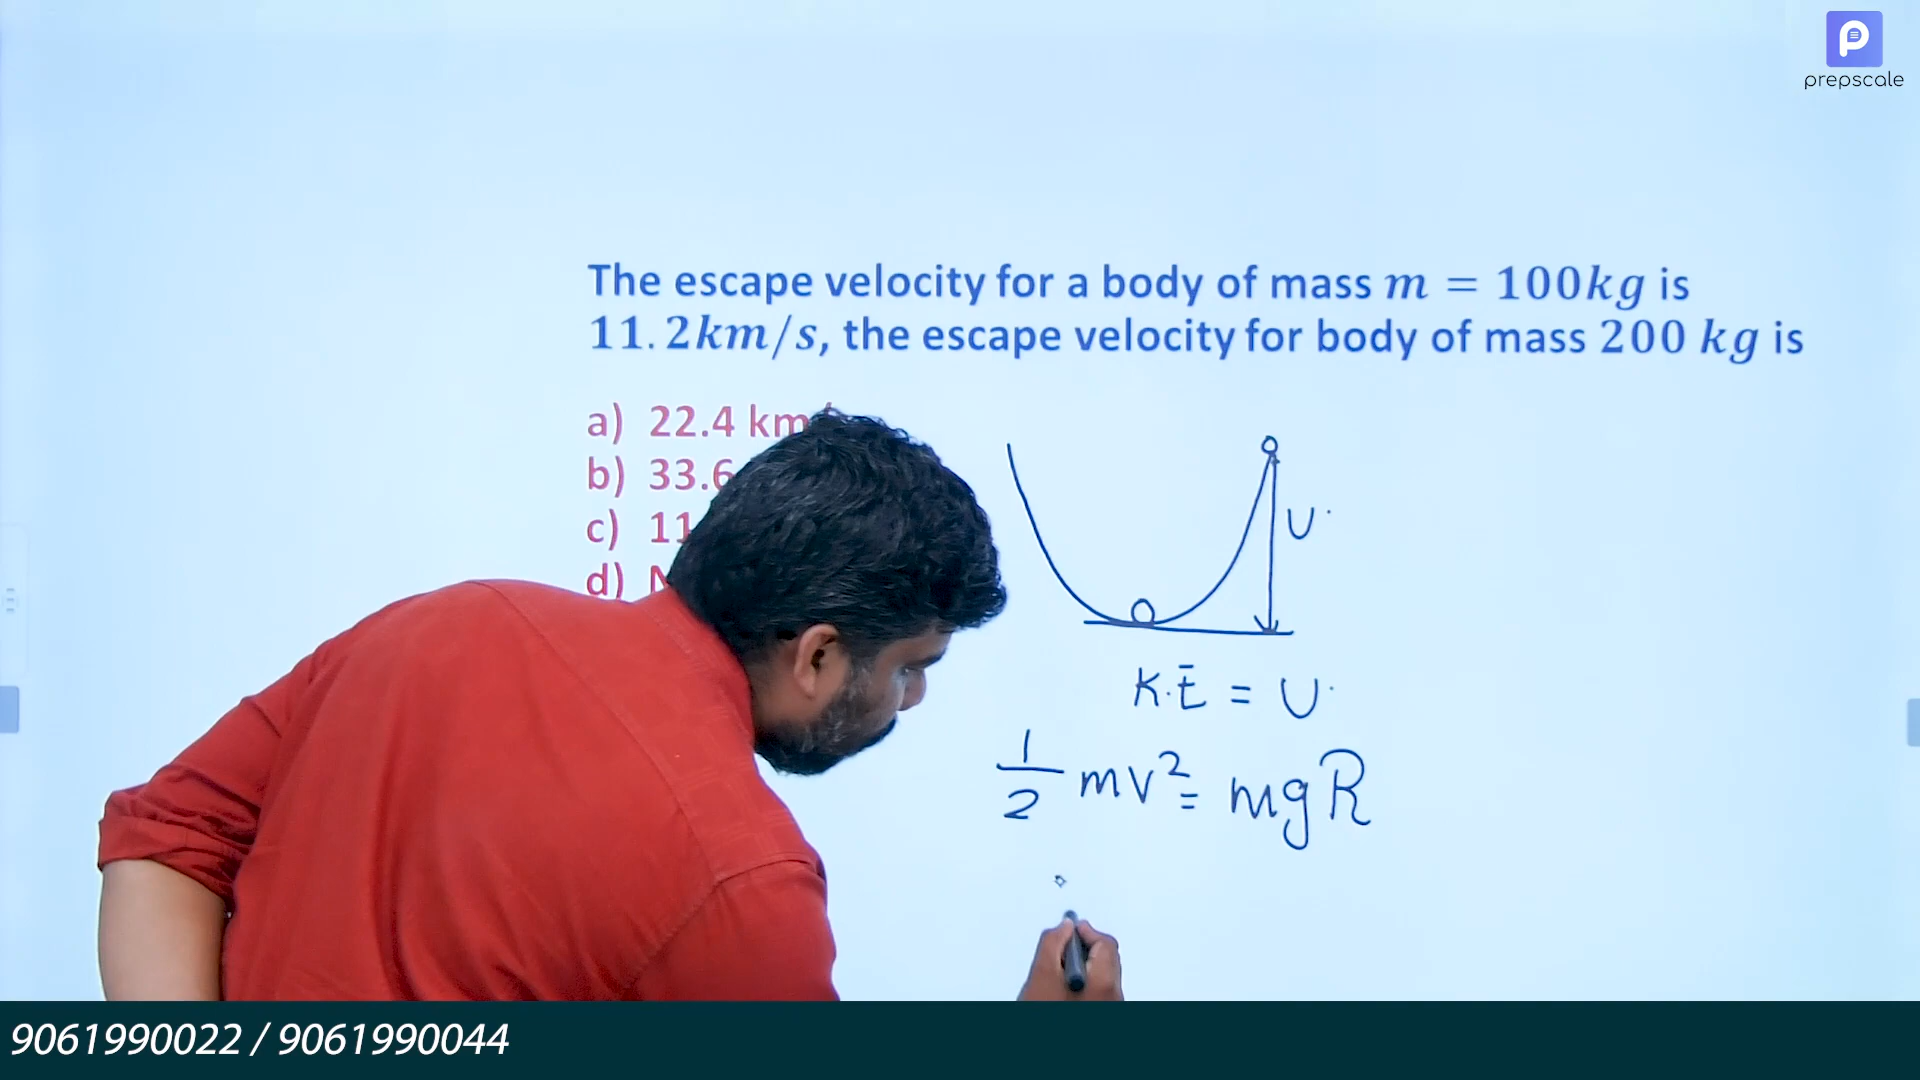 prepscale
The escape velocity for a body of mass m = 100kg is
11.2km/s, the escape velocity for body of mass 200 kg is
a) 22.4 km/
b) 33.6
c) 11
d)
U
K.E = U
1/2 mv² = mgR
9061990022 / 9061990044